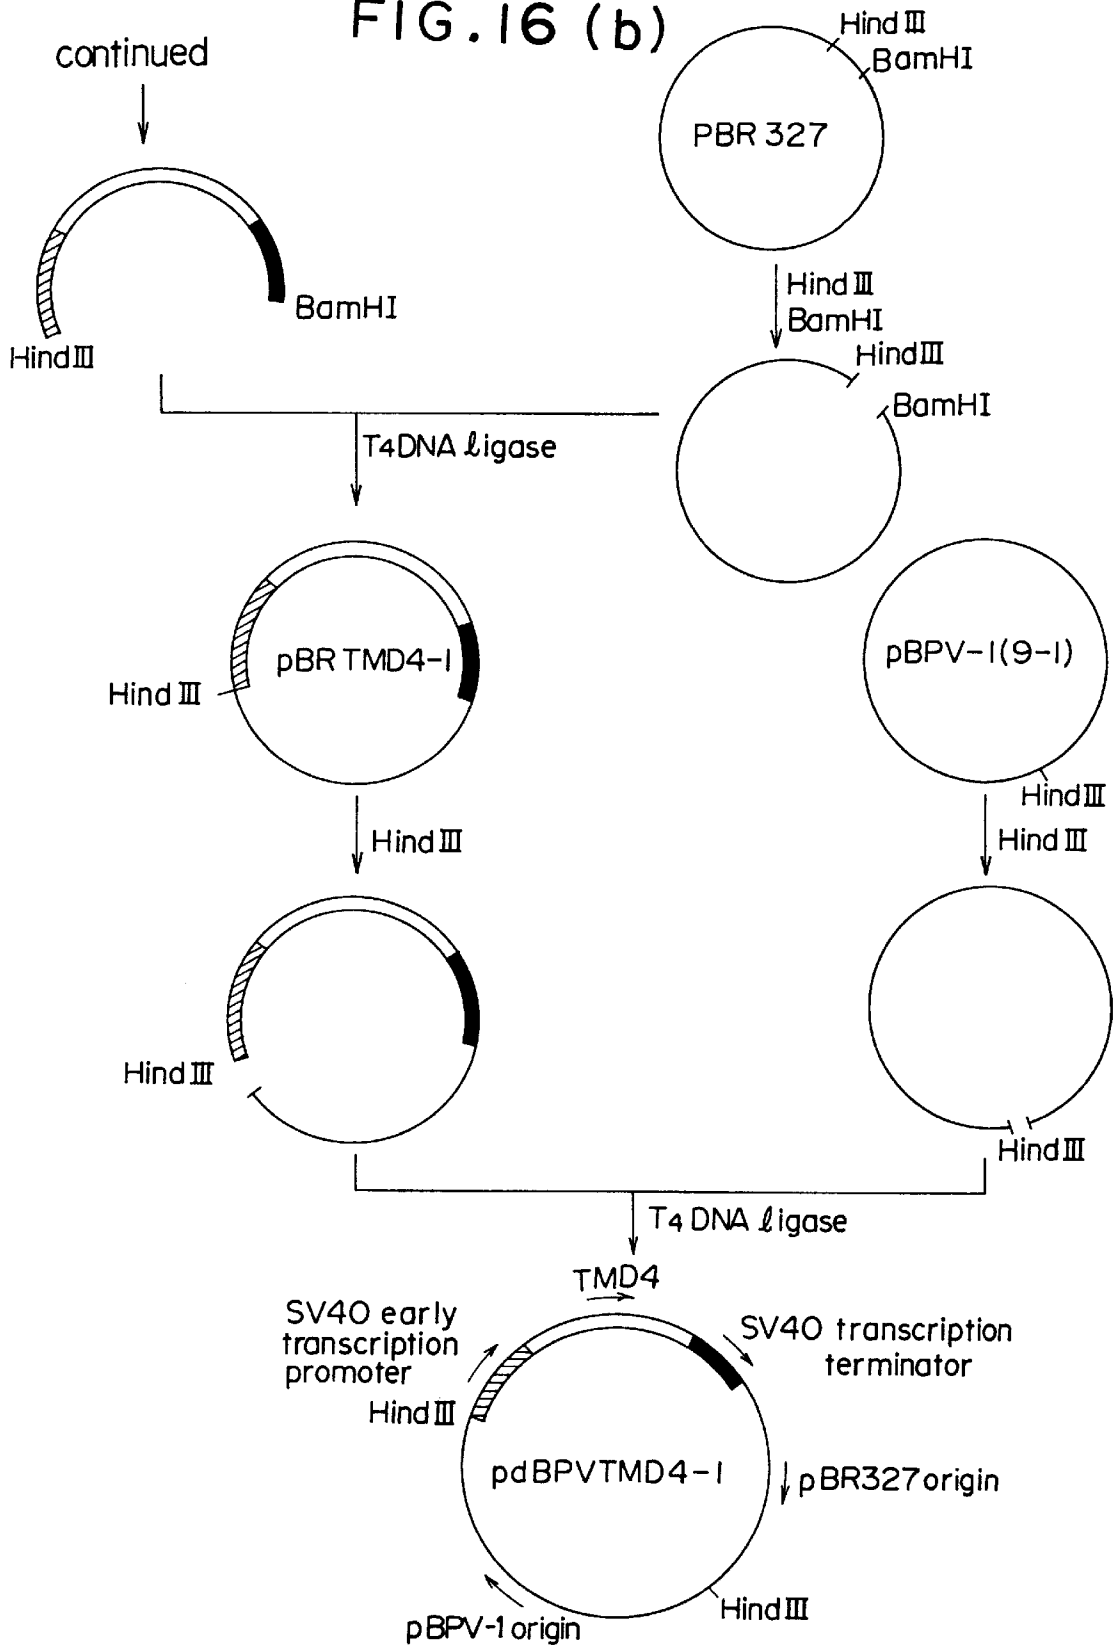 FIG.16 (b)
continued
Hind III
BamHI
PBR 327
BamHI
Hind III
Hind III
BamHI
Hind III
BamHI
T4DNA ligase
pBRTMD4-1
Hind III
pBPV-1(9-1)
Hind III
Hind III
Hind III
Hind III
Hind III
T4 DNA ligase
TMD4
SV40 early
transcription
promoter
Hind III
SV40 transcription
terminator
pdBPVTMD4-1
pBR327 origin
Hind III
pBPV-1 origin